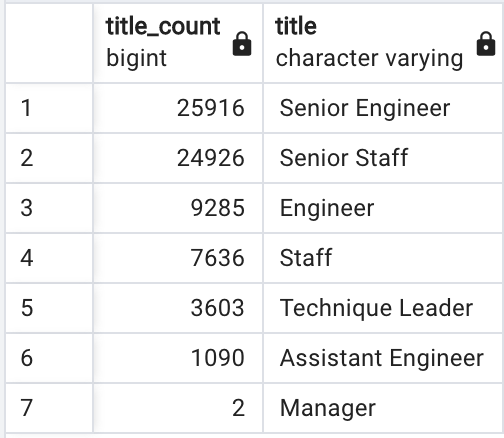 title_count title
bigint character varying
1 25916 Senior Engineer
2 24926 Senior Staff
3 9285 Engineer
4 7636 Staff
5 3603 Technique Leader
6 1090 Assistant Engineer
7 2 Manager